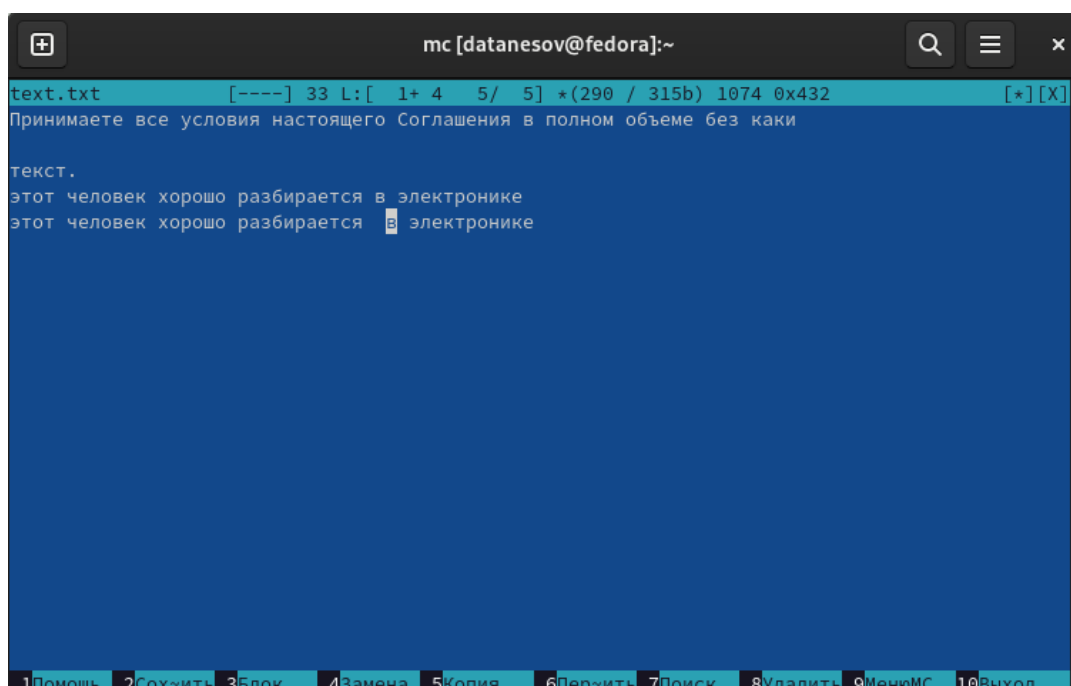 mc [datanesov@fedora]:~
text.txt [----] 33 L:[ 1+ 4 5/ 5] *(290 / 315b) 1074 0x432 [*][X]
Принимаете все условия настоящего Соглашения в полном объеме без каки
текст.
этот человек хорошо разбирается в электронике
этот человек хорошо разбирается  в электронике
1Помощь 2Сох~ить 3Блок 4Замена 5Копия 6Пер~ить 7Поиск 8Удалить 9МенюMC 10Выход